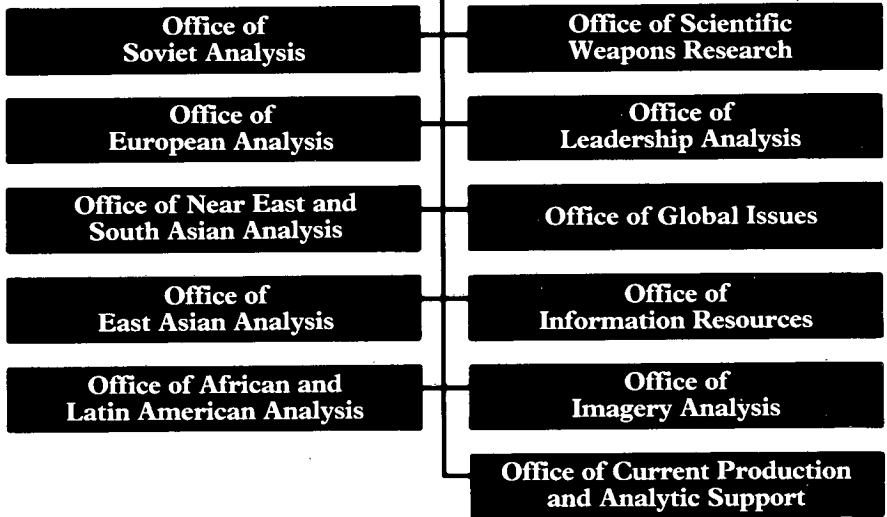 Office of
Soviet Analysis
Office of Scientific
Weapons Research
Office of
European Analysis
Office of
Leadership Analysis
Office of Near East and
South Asian Analysis
Office of Global Issues
Office of
East Asian Analysis
Office of
Information Resources
Office of African and
Latin American Analysis
Office of
Imagery Analysis
Office of Current Production
and Analytic Support